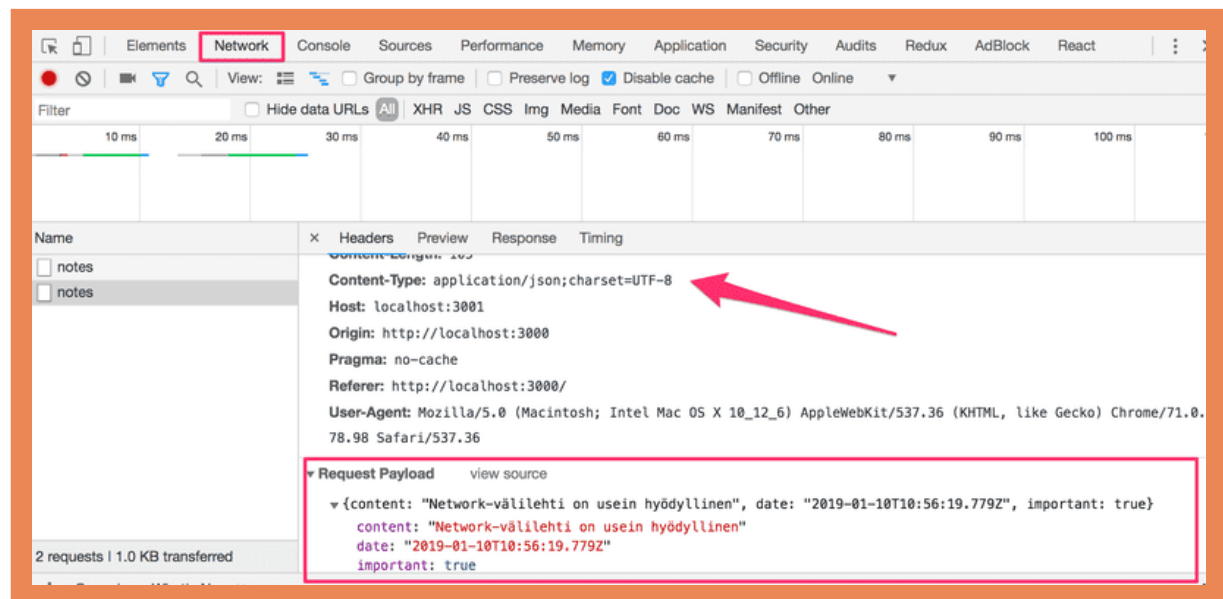 Elements Network Console Sources Performance Memory Application Security Audits Redux AdBlock React
View: Group by frame Preserve log Disable cache Offline Online
Filter Hide data URLs All XHR JS CSS Img Media Font Doc WS Manifest Other
10 ms 20 ms 30 ms 40 ms 50 ms 60 ms 70 ms 80 ms 90 ms 100 ms
Name
notes
notes
2 requests | 1.0 KB transferred
× Headers Preview Response Timing
Content-Length: 105
Content-Type: application/json;charset=UTF-8
Host: localhost:3001
Origin: http://localhost:3000
Pragma: no-cache
Referer: http://localhost:3000/
User-Agent: Mozilla/5.0 (Macintosh; Intel Mac OS X 10_12_6) AppleWebKit/537.36 (KHTML, like Gecko) Chrome/71.0.
78.98 Safari/537.36
Request Payload view source
{content: "Network-välilehti on usein hyödyllinen", date: "2019-01-10T10:56:19.779Z", important: true}
content: "Network-välilehti on usein hyödyllinen"
date: "2019-01-10T10:56:19.779Z"
important: true